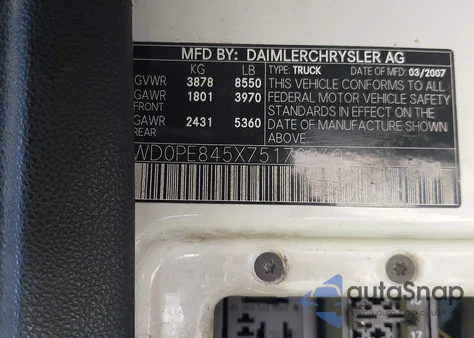 MFD BY: DAIMLERCHRYSLER AG
KG LB TYPE: TRUCK DATE OF MFD: 03/2007
GVWR 3878 8550 THIS VEHICLE CONFORMS TO ALL
GAWR 1801 3970 FEDERAL MOTOR VEHICLE SAFETY
FRONT STANDARDS IN EFFECT ON THE
GAWR 2431 5360 DATE OF MANUFACTURE SHOWN
REAR ABOVE.
autoSnap
17